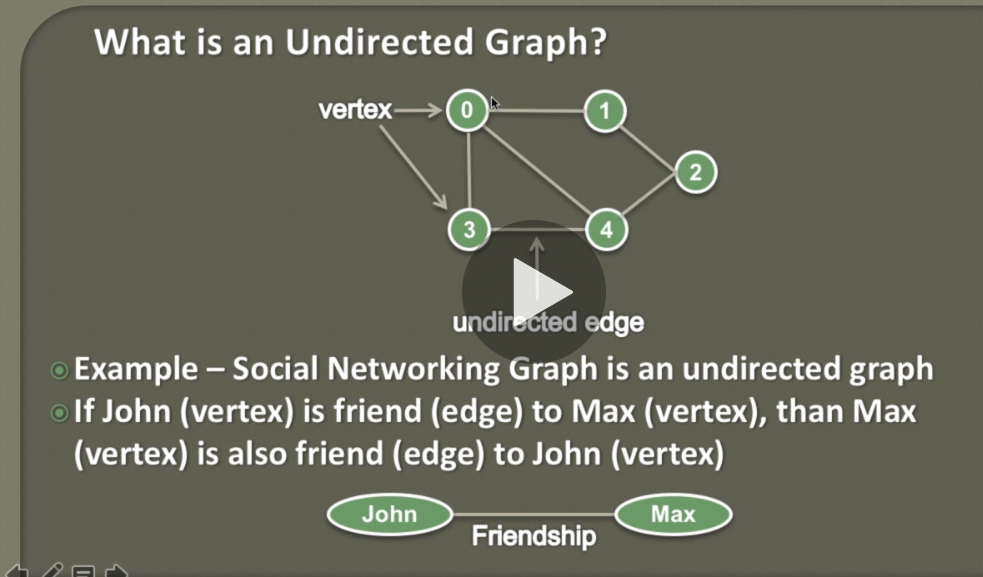 What is an Undirected Graph?
vertex
0
1
2
3
4
undirected edge
Example – Social Networking Graph is an undirected graph
If John (vertex) is friend (edge) to Max (vertex), than Max
(vertex) is also friend (edge) to John (vertex)
John
Max
Friendship